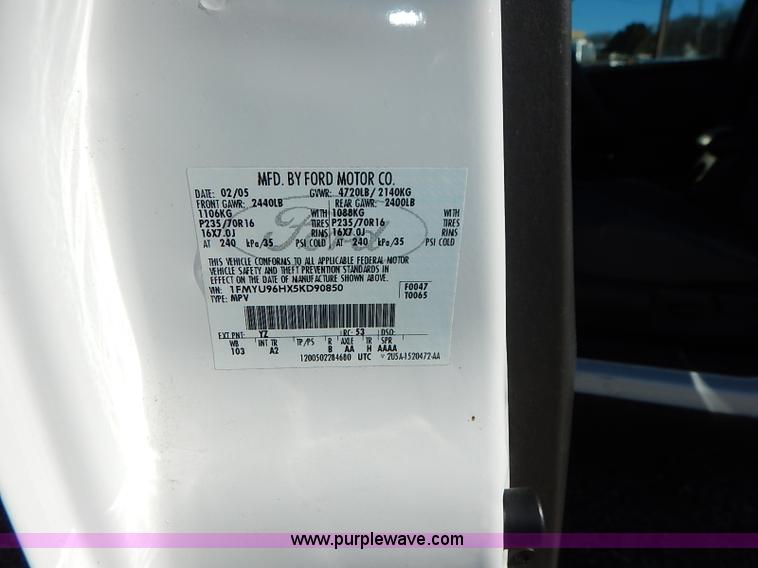 MFD. BY FORD MOTOR CO.
DATE: 02/05 GVWR: 4720LB/ 2140KG
FRONT GAWR: 2440LB REAR GAWR: 2400LB
1106KG WITH 1088KG WITH
P235/70R16 TIRES P235/70R16 TIRES
16X7.0J RIMS 16X7.0J RIMS
AT 240 kPa/35 PSI COLD AT 240 kPa/35 PSI COLD
Ford
THIS VEHICLE CONFORMS TO ALL APPLICABLE FEDERAL MOTOR
VEHICLE SAFETY AND THEFT PREVENTION STANDARDS IN
EFFECT ON THE DATE OF MANUFACTURE SHOWN ABOVE.
VIN: 1FMYU96HX5KD90850 F0047
TYPE: MPV T0065
EXT PNT: YZ RC: 53 DSO:
WB INT TR TP/PS R AXLE TR SPR
103 A2 B AA H AAAA
1200502284680 UTC 2U5A-1520472-AA
www.purplewave.com